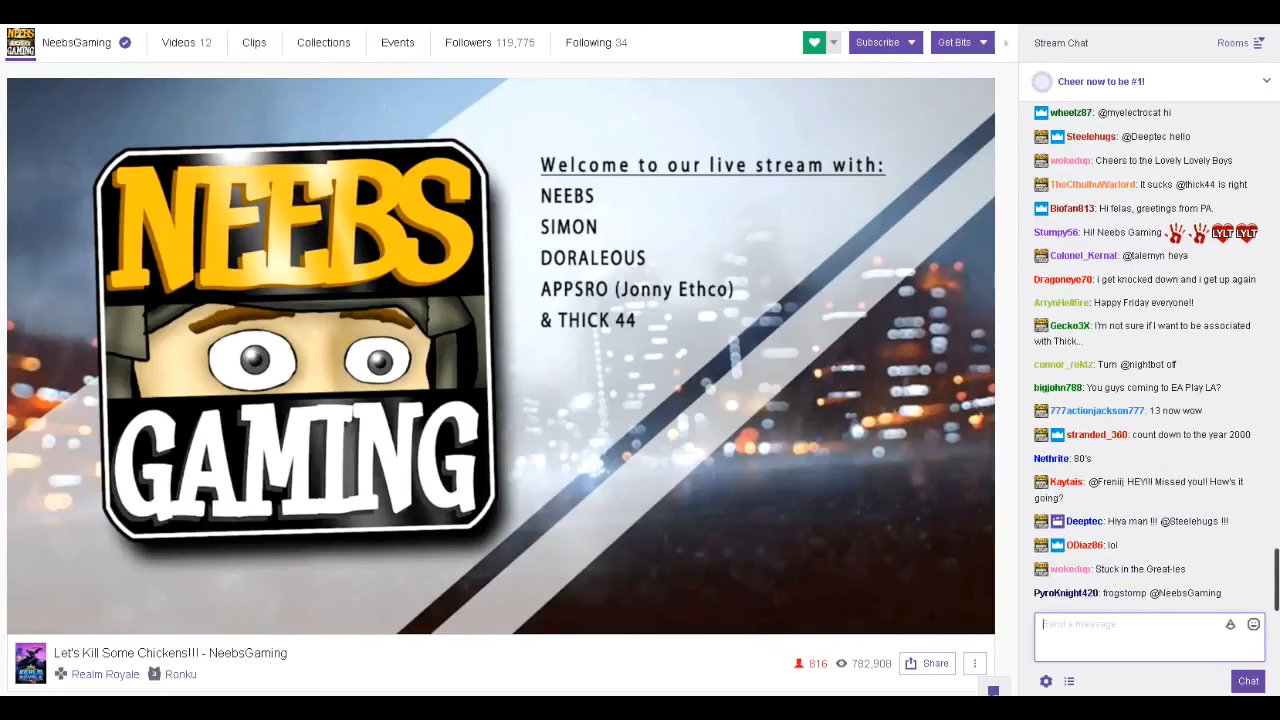 NEEBS GAMING
NeebsGaming
Videos 12
Clips
Collections
Events
Followers 119,775
Following 34
Subscribe
Get Bits
Stream Chat
Rooms
Cheer now to be #1!
NEEBS
GAMING
Welcome to our live stream with:
NEEBS
SIMON
DORALEOUS
APPSRO (Jonny Ethco)
& THICK 44
Let's Kill Some Chickens!!! - NeebsGaming
Realm Royale
Ronku
816
782,908
Share
wheelz87: @myelectrocat hi
Steelehugs: @Deeptec hello
wokedup: Cheers to the Lovely Lovely Boys
TheCthulhuWarlord: It sucks @thick44 Is right
Biofan813: Hi felas, greetings from PA.
Stumpy56: Hi! Neebs Gaming LYLT LYLT
Colonel_Kernal: @talemyn heya
Dragoneye70: i get knocked down and i get up again
ArrynHellfire: Happy Friday everyone!!
Gecko3X: I'm not sure if I want to be associated
with Thick...
connor_rektz: Turn @nightbot off
bigjohn788: You guys coming to EA Play LA?
777actionjackson777: 13 now wow
stranded_360: count down to the year 2000
Nethrite: 80's
Kaytais: @Freniij HEY!!! Missed you!! How's it
going?
Deeptec: Hiya man !!! @Steelehugs !!!
ODiaz86: lol
wokedup: Stuck in the Great-les
PyroKnight420: frogstomp @NeebsGaming
Send a message
Chat